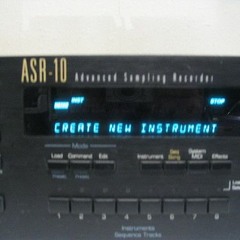 ASR-10 Advanced Sampling Recorder
INST STOP
CREATE NEW INSTRUMENT
Mode
Load Command Edit Instrument Seq Song System MIDI Effects
1 2 3 4 5 6 7 8
Instruments
Sequence Tracks